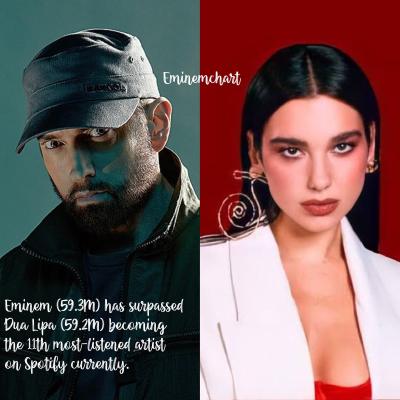 Eminemchart
Eminem (59.3M) has surpassed
Dua Lipa (59.2M) becoming
the 11th most-listened artist
on Spotify currently.